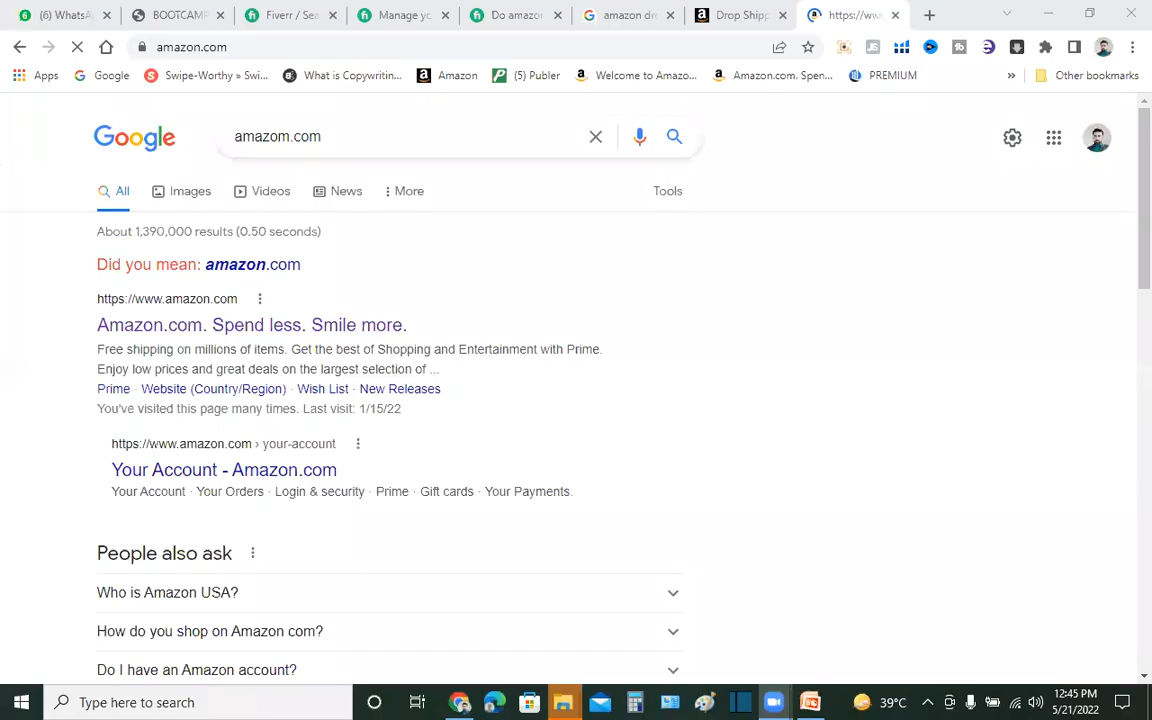 (6) WhatsA
BOOTCAMP
Fiverr / Sea
Manage yo
Do amazor
amazon dr
Drop Shipp
https://ww
amazon.com
Apps
Google
Swipe-Worthy » Swi...
What is Copywritin...
Amazon
(5) Publer
Welcome to Amazo...
Amazon.com. Spen...
PREMIUM
»
Other bookmarks
Google
amazom.com
All
Images
Videos
News
More
Tools
About 1,390,000 results (0.50 seconds)
Did you mean: amazon.com
https://www.amazon.com
Amazon.com. Spend less. Smile more.
Free shipping on millions of items. Get the best of Shopping and Entertainment with Prime.
Enjoy low prices and great deals on the largest selection of ...
Prime · Website (Country/Region) · Wish List · New Releases
You've visited this page many times. Last visit: 1/15/22
https://www.amazon.com › your-account
Your Account - Amazon.com
Your Account · Your Orders · Login & security · Prime · Gift cards · Your Payments.
People also ask
Who is Amazon USA?
How do you shop on Amazon com?
Do I have an Amazon account?
Type here to search
39°C
12:45 PM
5/21/2022